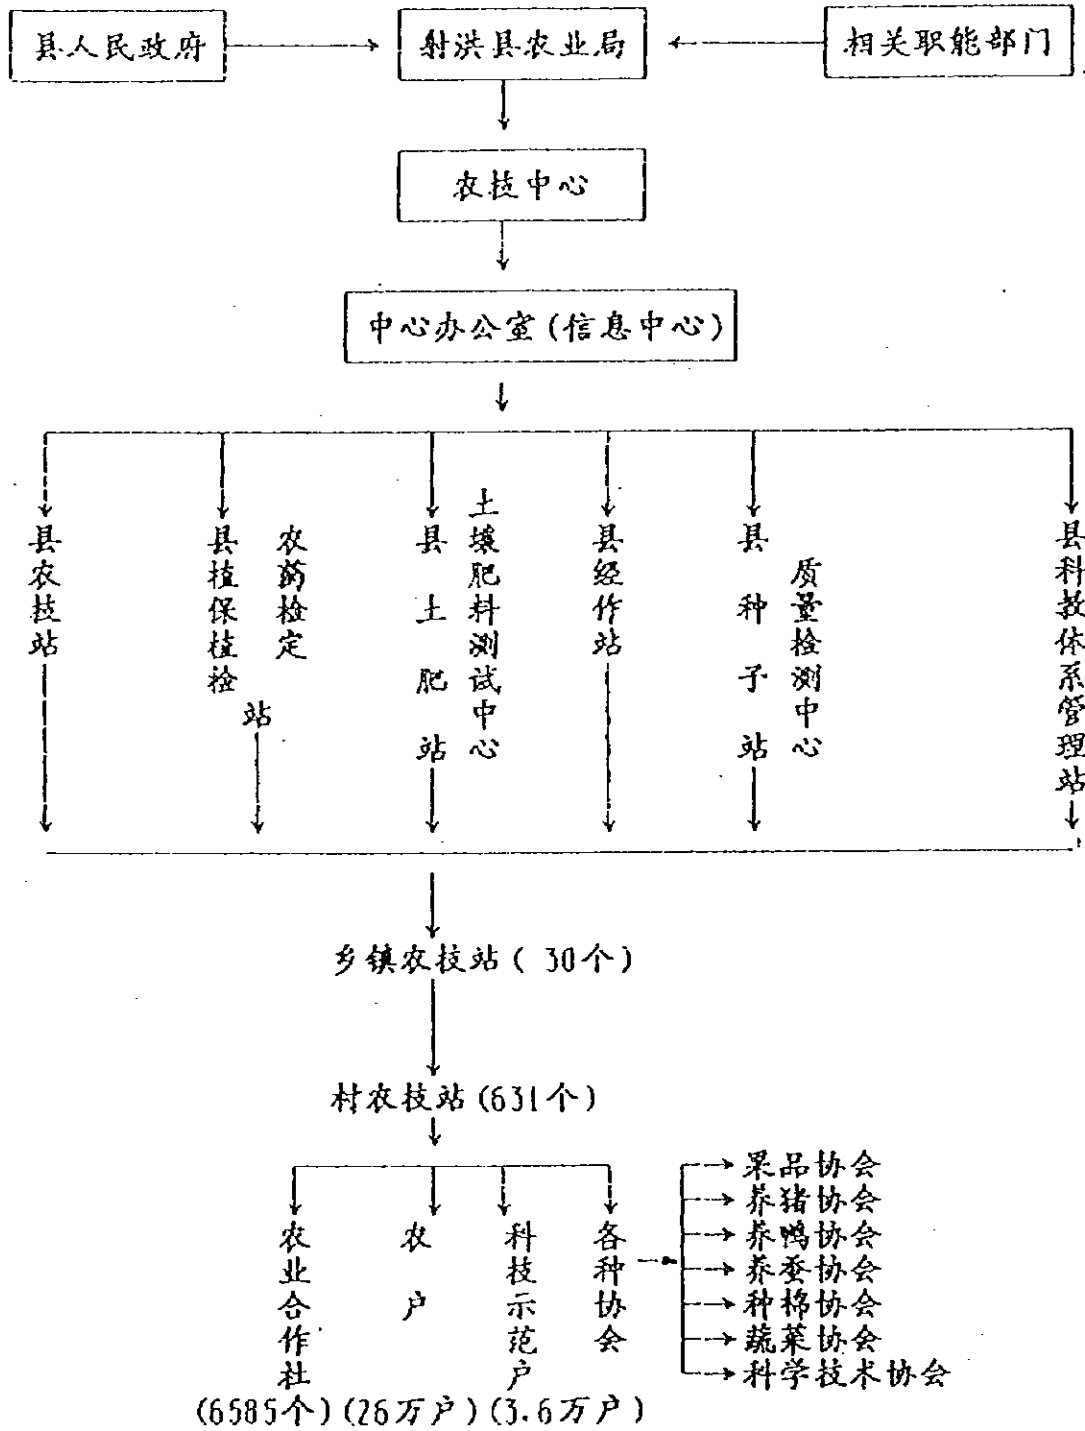 县人民政府
射洪县农业局
相关职能部门
农技中心
中心办公室(信息中心)
县农技站
县植保植检
农药检定
站
县土肥站
土壤肥料测试中心
县经作站
县种子站
质量检测中心
县科教体系管理站
乡镇农技站(30个)
村农技站(631个)
农业合作社
农户
科技示范户
各种协会
果品协会
养猪协会
养鸭协会
养蚕协会
种棉协会
蔬菜协会
科学技术协会
(6585个)(26万户)(3.6万户)